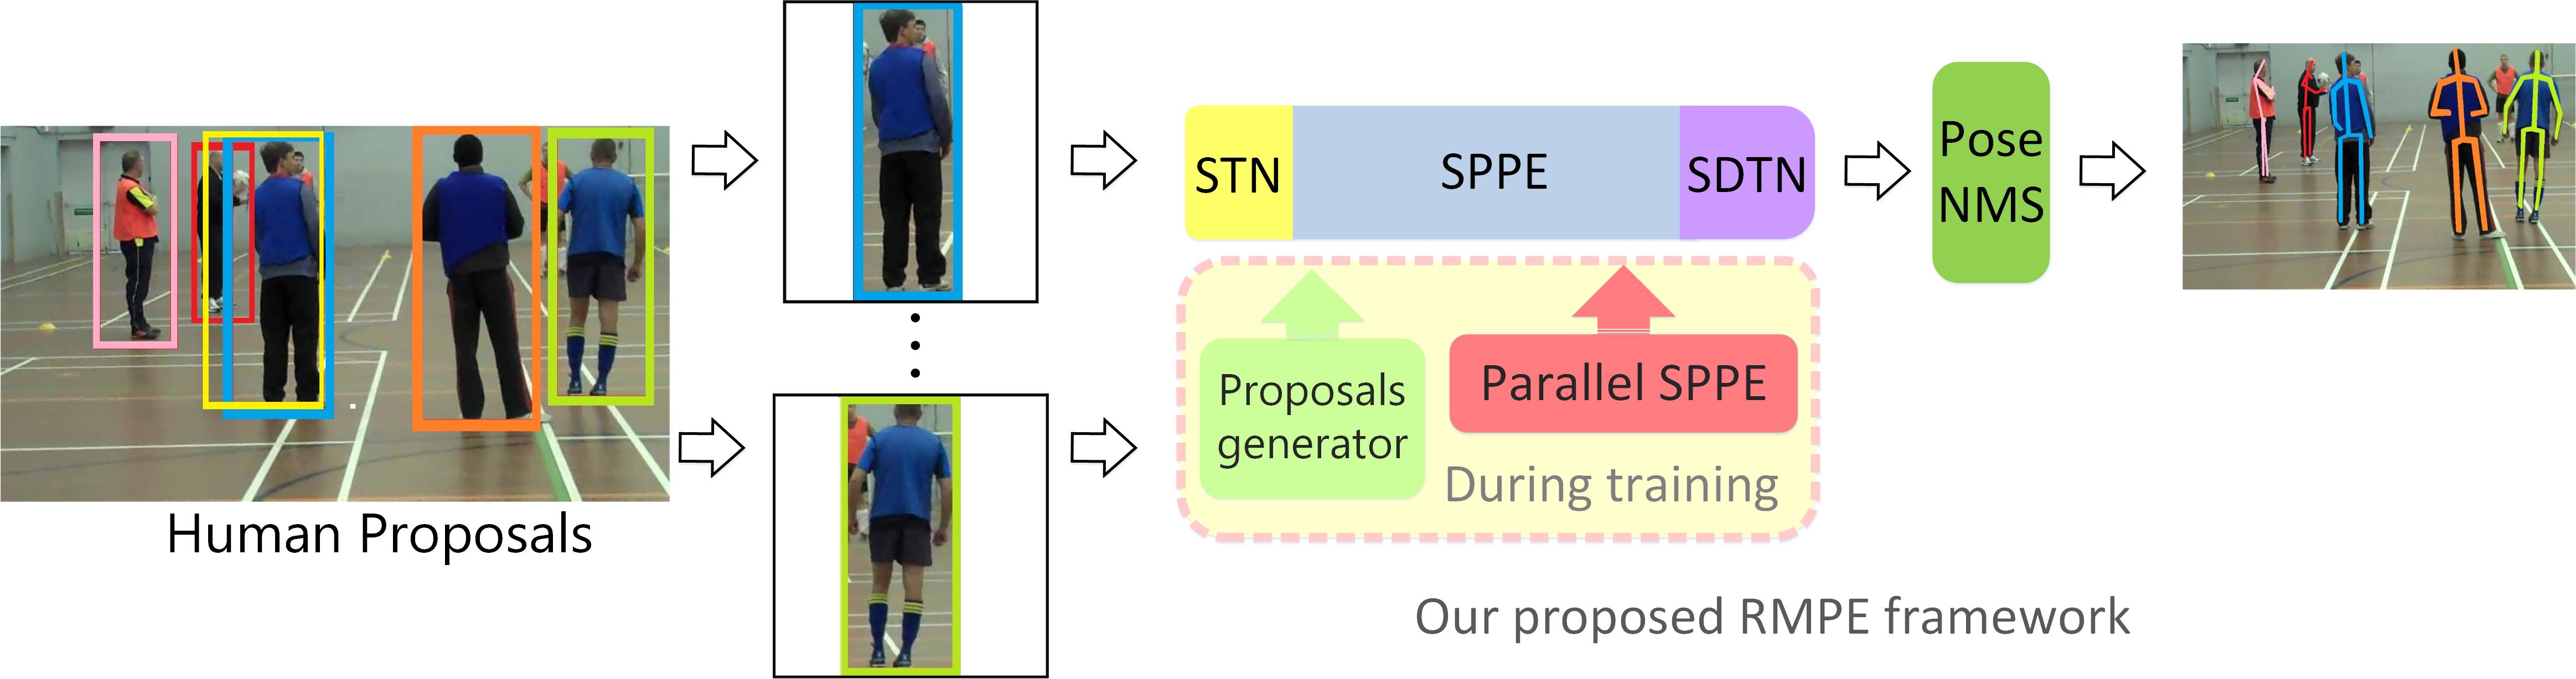 Human Proposals
STN
SPPE
SDTN
Proposals
generator
Parallel SPPE
During training
Pose
NMS
Our proposed RMPE framework